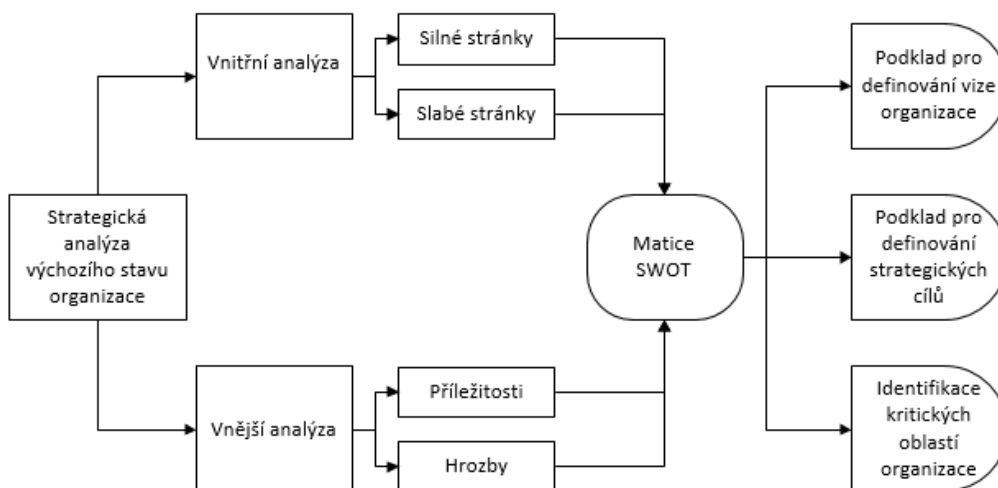 Strategická
analýza
výchozího stavu
organizace
Vnitřní analýza
Silné stránky
Slabé stránky
Vnější analýza
Příležitosti
Hrozby
Matice
SWOT
Podklad pro
definování vize
organizace
Podklad pro
definování
strategických
cílů
Identifikace
kritických
oblastí
organizace